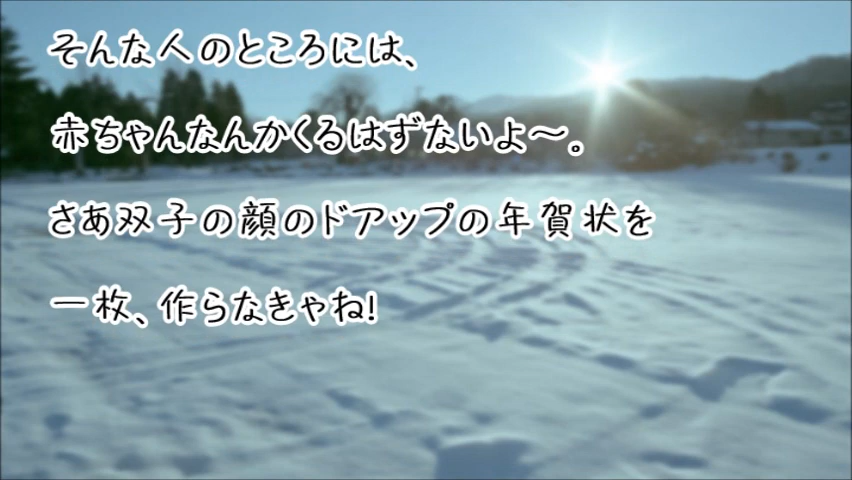 そんな人のところには、
赤ちゃんなんかくるはずないよ～。
さあ双子の顔のドアップの年賀状を
一枚、作らなきゃね!